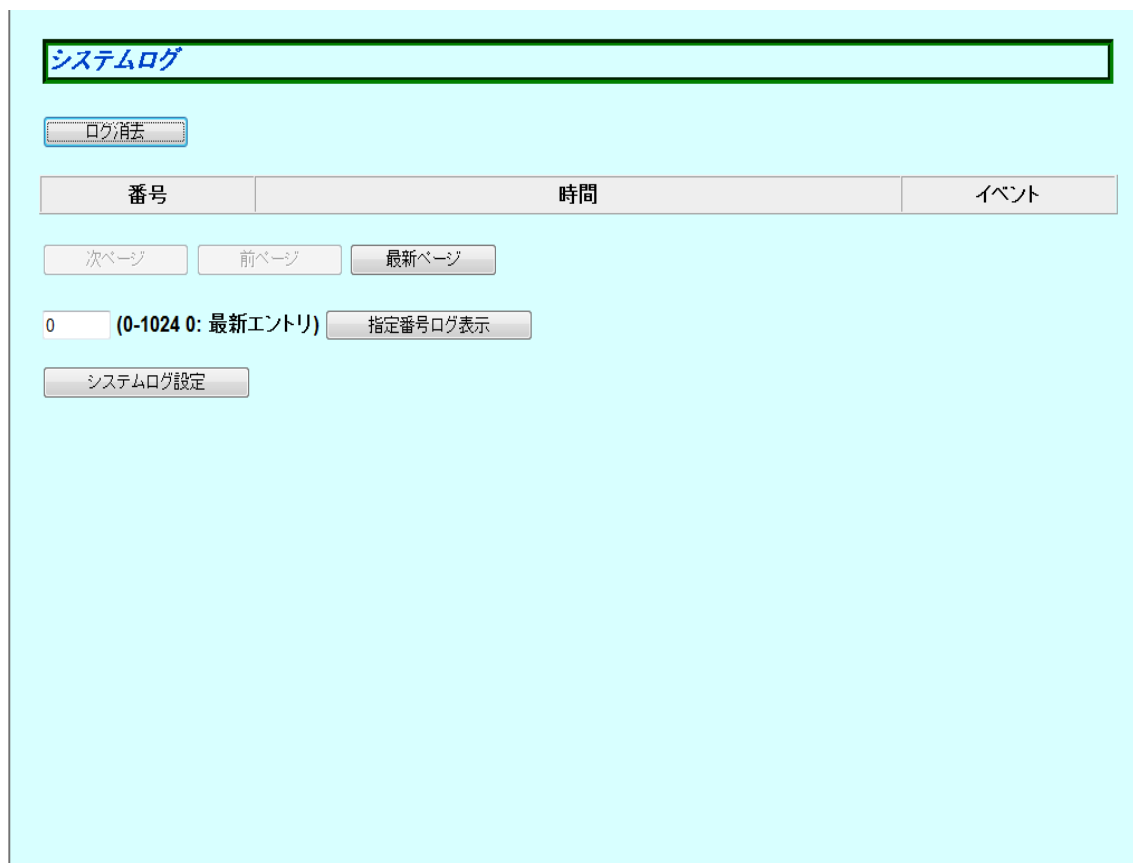 システムログ
ログ消去
番号 時間 イベント
次ページ 前ページ 最新ページ
0 (0-1024 0: 最新エントリ) 指定番号ログ表示
システムログ設定